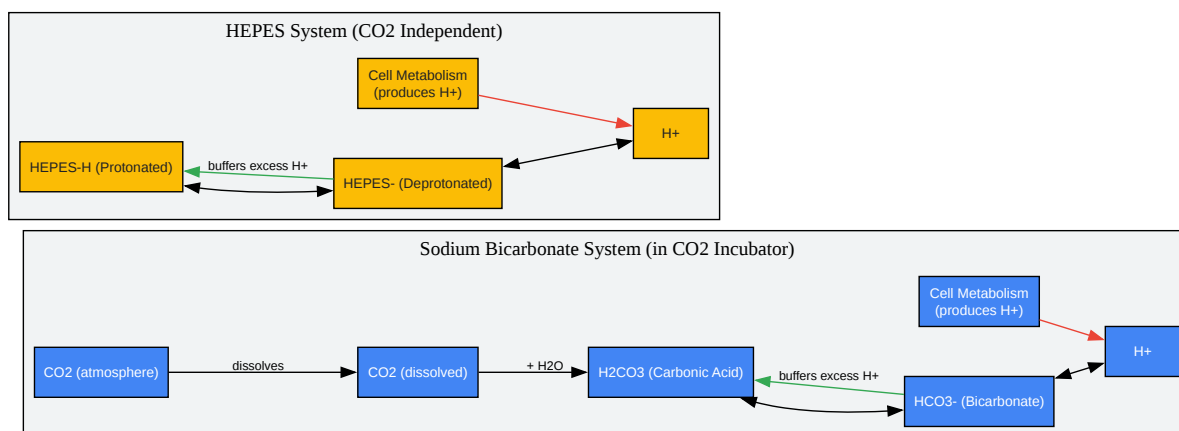 HEPES System (CO2 Independent)
Cell Metabolism
(produces H+)
H+
HEPES-H (Protonated)
buffers excess H+
HEPES- (Deprotonated)
Sodium Bicarbonate System (in CO2 Incubator)
Cell Metabolism
(produces H+)
H+
CO2 (atmosphere)
dissolves
CO2 (dissolved)
+ H2O
H2CO3 (Carbonic Acid)
buffers excess H+
HCO3- (Bicarbonate)